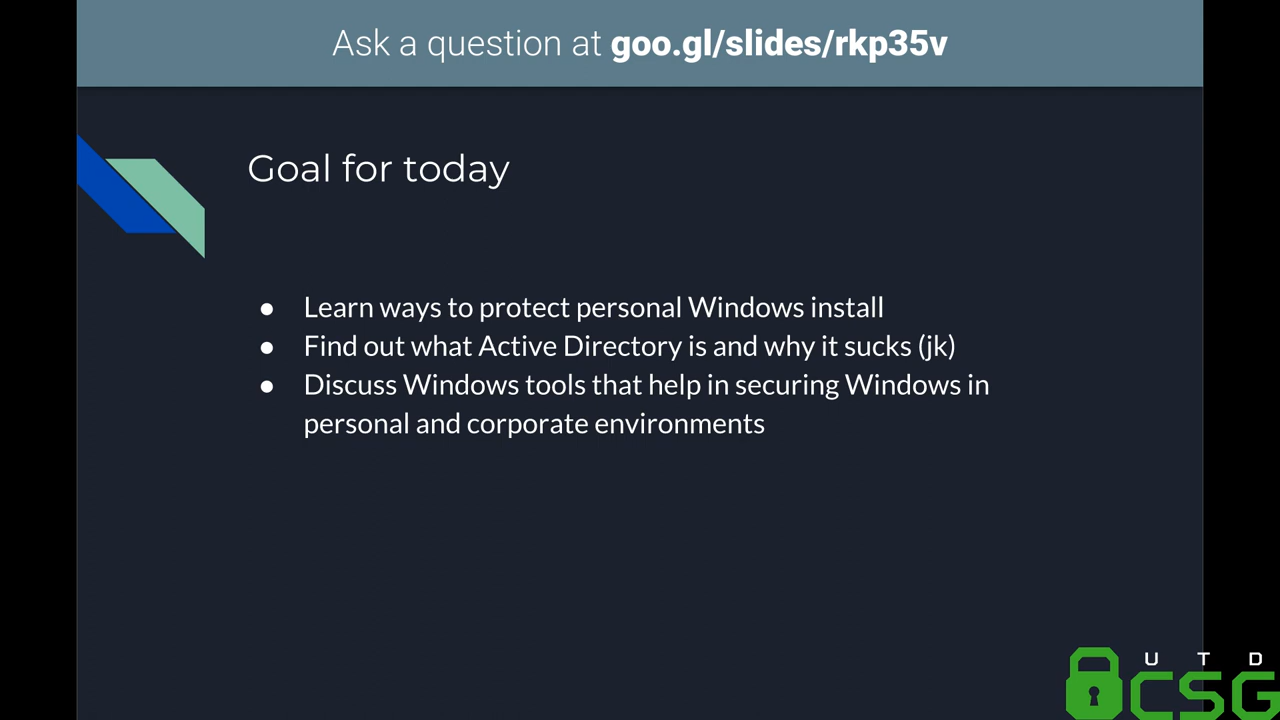 Ask a question at goo.gl/slides/rkp35v
Goal for today
● Learn ways to protect personal Windows install
● Find out what Active Directory is and why it sucks (jk)
● Discuss Windows tools that help in securing Windows in
personal and corporate environments
UTD
CSG